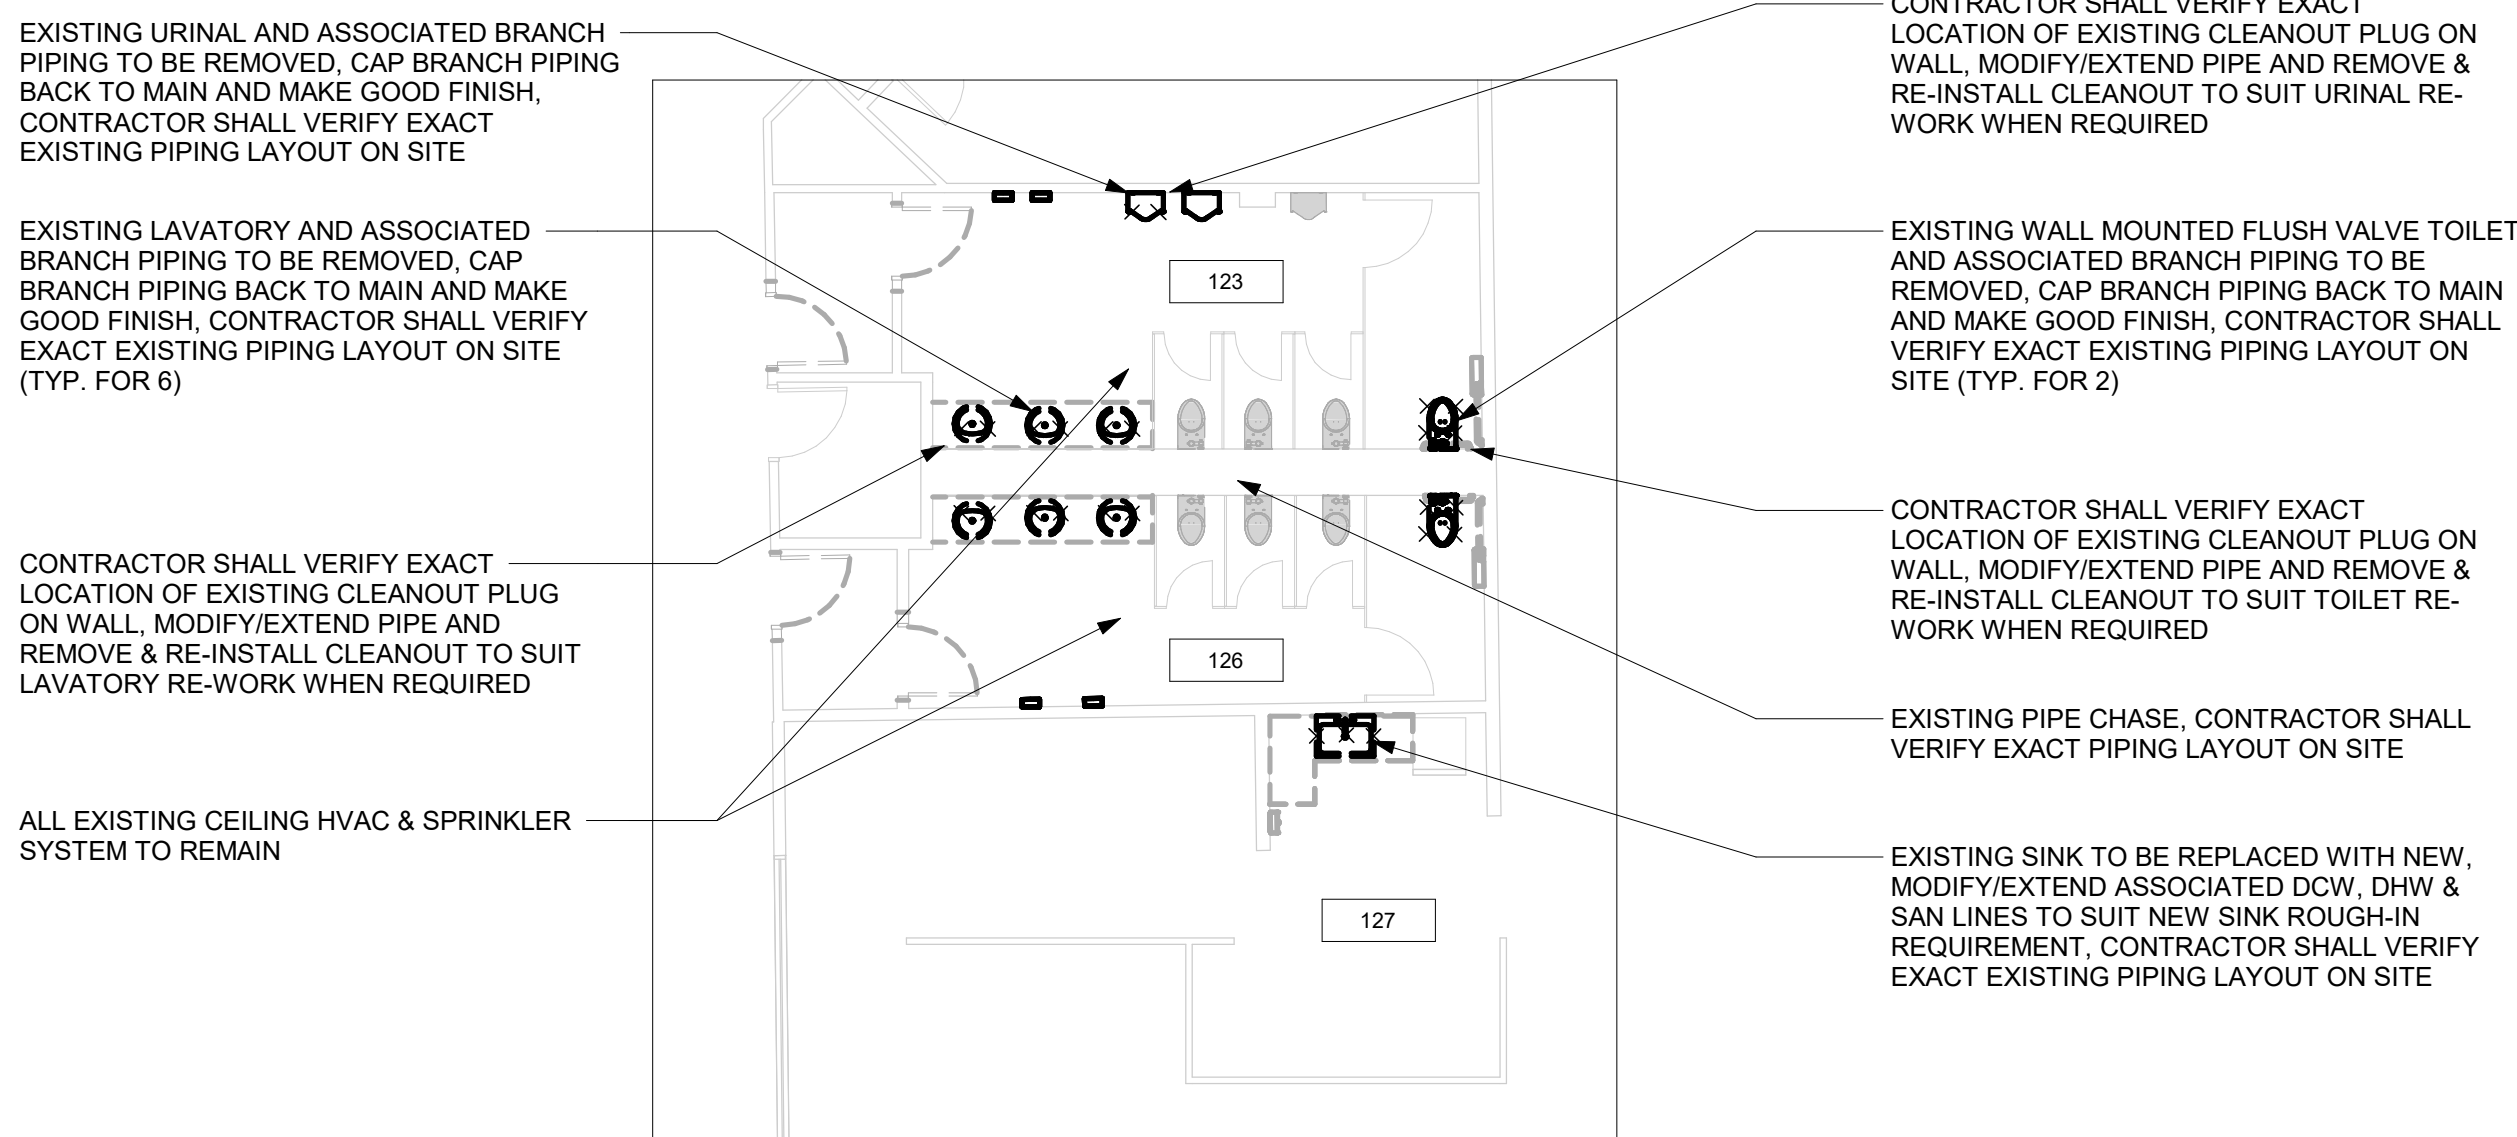 EXISTING URINAL AND ASSOCIATED BRANCH
PIPING TO BE REMOVED, CAP BRANCH PIPING
BACK TO MAIN AND MAKE GOOD FINISH,
CONTRACTOR SHALL VERIFY EXACT
EXISTING PIPING LAYOUT ON SITE
EXISTING LAVATORY AND ASSOCIATED
BRANCH PIPING TO BE REMOVED, CAP
BRANCH PIPING BACK TO MAIN AND MAKE
GOOD FINISH, CONTRACTOR SHALL VERIFY
EXACT EXISTING PIPING LAYOUT ON SITE
(TYP. FOR 6)
CONTRACTOR SHALL VERIFY EXACT
LOCATION OF EXISTING CLEANOUT PLUG
ON WALL, MODIFY/EXTEND PIPE AND
REMOVE & RE-INSTALL CLEANOUT TO SUIT
LAVATORY RE-WORK WHEN REQUIRED
ALL EXISTING CEILING HVAC & SPRINKLER
SYSTEM TO REMAIN
123
126
127
CONTRACTOR SHALL VERIFY EXACT
LOCATION OF EXISTING CLEANOUT PLUG ON
WALL, MODIFY/EXTEND PIPE AND REMOVE &
RE-INSTALL CLEANOUT TO SUIT URINAL RE-
WORK WHEN REQUIRED
EXISTING WALL MOUNTED FLUSH VALVE TOILET
AND ASSOCIATED BRANCH PIPING TO BE
REMOVED, CAP BRANCH PIPING BACK TO MAIN
AND MAKE GOOD FINISH, CONTRACTOR SHALL
VERIFY EXACT EXISTING PIPING LAYOUT ON
SITE (TYP. FOR 2)
CONTRACTOR SHALL VERIFY EXACT
LOCATION OF EXISTING CLEANOUT PLUG ON
WALL, MODIFY/EXTEND PIPE AND REMOVE &
RE-INSTALL CLEANOUT TO SUIT TOILET RE-
WORK WHEN REQUIRED
EXISTING PIPE CHASE, CONTRACTOR SHALL
VERIFY EXACT PIPING LAYOUT ON SITE
EXISTING SINK TO BE REPLACED WITH NEW,
MODIFY/EXTEND ASSOCIATED DCW, DHW &
SAN LINES TO SUIT NEW SINK ROUGH-IN
REQUIREMENT, CONTRACTOR SHALL VERIFY
EXACT EXISTING PIPING LAYOUT ON SITE